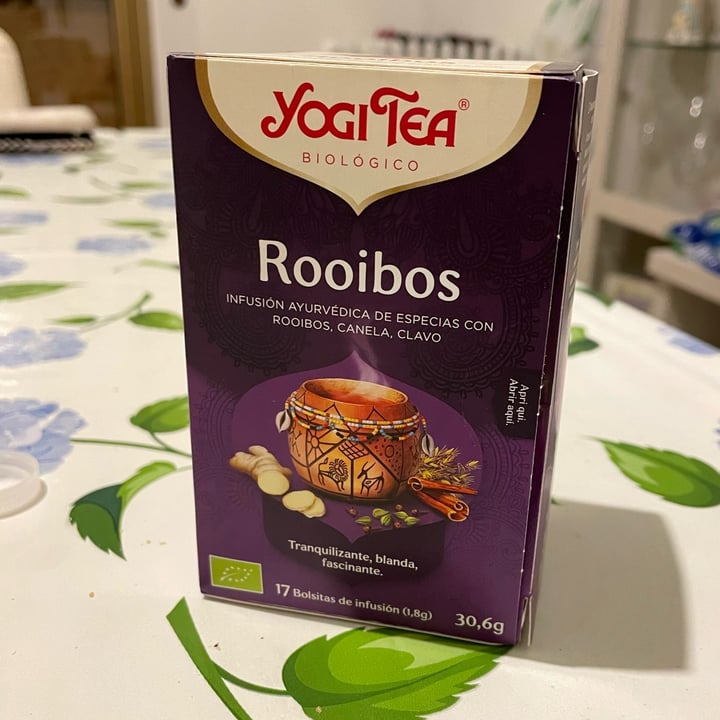 YOGI TEA®
BIOLÓGICO
Rooibos
INFUSIÓN AYURVÉDICA DE ESPECIAS CON
ROOIBOS, CANELA, CLAVO
Apri qui.
Abrir aquí.
Tranquilizante, blanda,
fascinante.
17 Bolsitas de infusión (1,8g)
30,6g